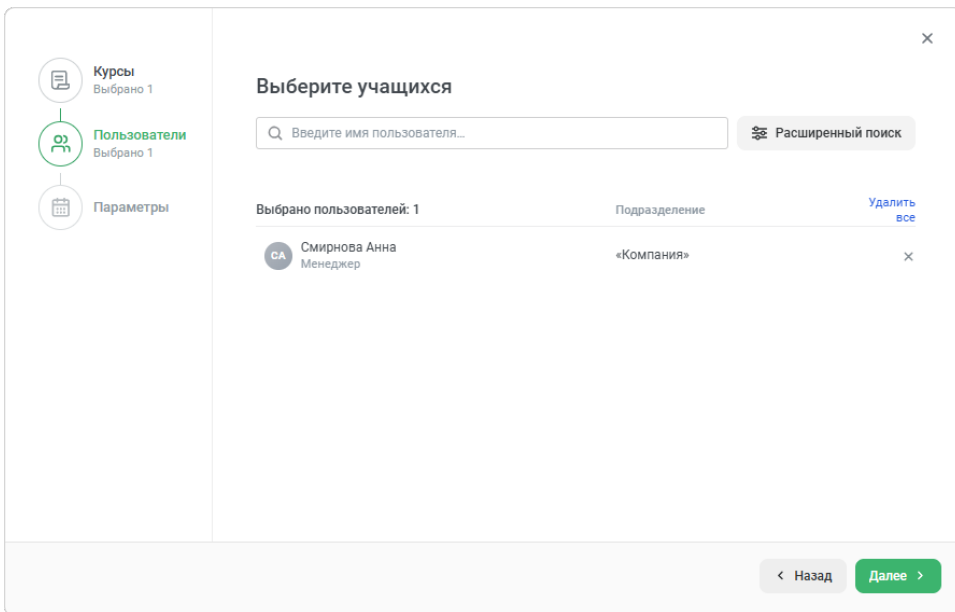 Курсы
Выбрано 1
Пользователи
Выбрано 1
Параметры
Выберите учащихся
Введите имя пользователя...
Расширенный поиск
Выбрано пользователей: 1
Подразделение
Удалить
все
СА
Смирнова Анна
Менеджер
«Компания»
Назад
Далее